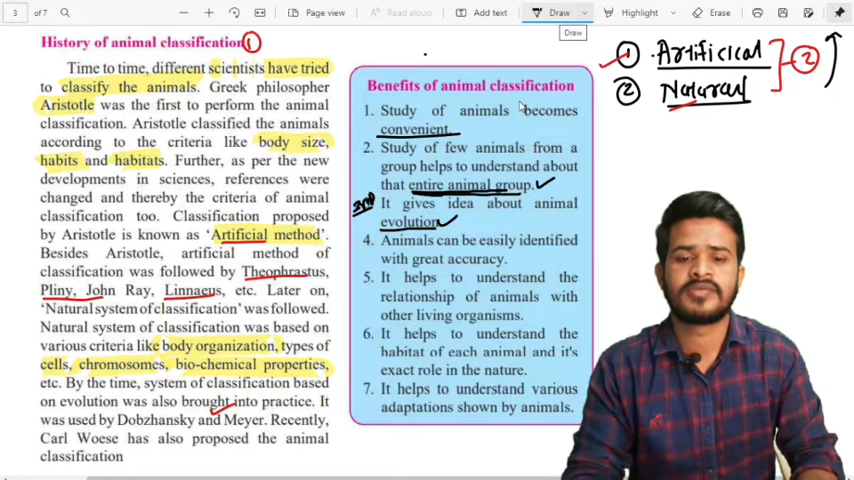 3
of 7
Page view
Read aloud
Add text
Draw
Highlight
Erase
Draw
History of animal classification 1
Time to time, different scientists have tried
to classify the animals. Greek philosopher
Aristotle was the first to perform the animal
classification. Aristotle classified the animals
according to the criteria like body size,
habits and habitats. Further, as per the new
developments in sciences, references were
changed and thereby the criteria of animal
classification too. Classification proposed
by Aristotle is known as ‘Artificial method’.
Besides Aristotle, artificial method of
classification was followed by Theophrastus,
Pliny, John Ray, Linnaeus, etc. Later on,
‘Natural system of classification’ was followed.
Natural system of classification was based on
various criteria like body organization, types of
cells, chromosomes, bio-chemical properties,
etc. By the time, system of classification based
on evolution was also brought into practice. It
was used by Dobzhansky and Meyer. Recently,
Carl Woese has also proposed the animal
classification
Benefits of animal classification
1. Study of animals becomes
convenient.
2. Study of few animals from a
group helps to understand about
that entire animal group.
Imp It gives idea about animal
evolution
4 Animals can be easily identified
with great accuracy.
5. It helps to understand the
relationship of animals with
other living organisms.
6. It helps to understand the
habitat of each animal and it's
exact role in the nature.
7. It helps to understand various
adaptations shown by animals.
1 Artificical
2 Natural
2